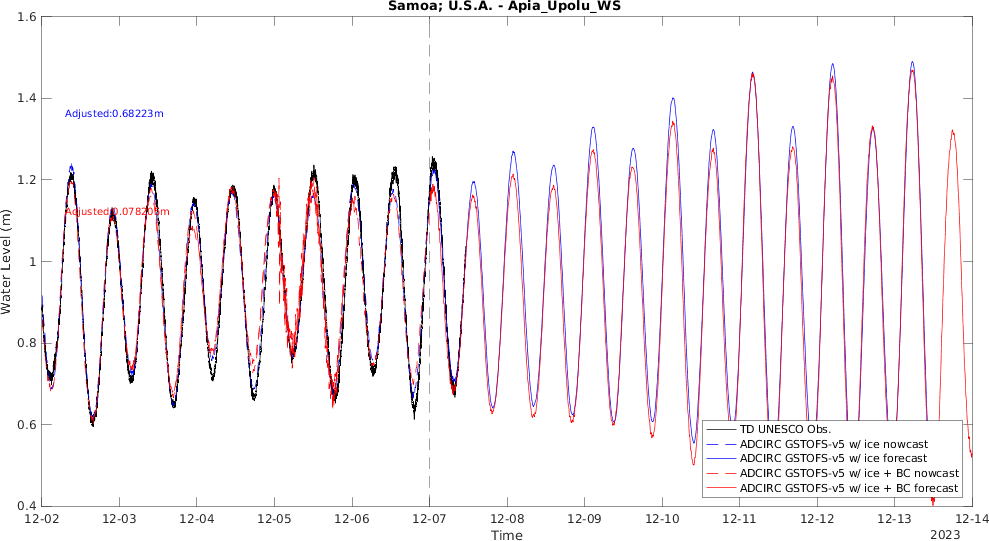 Samoa; U.S.A. - Apia_Upolu_WS
Water Level (m)
1.6
1.4
1.2
1
0.8
0.6
0.4
Adjusted:0.68223m
Adjusted:0.078205m
TD UNESCO Obs.
ADCIRC GSTOFS-v5 w/ ice nowcast
ADCIRC GSTOFS-v5 w/ ice forecast
ADCIRC GSTOFS-v5 w/ ice + BC nowcast
ADCIRC GSTOFS-v5 w/ ice + BC forecast
12-02 12-03 12-04 12-05 12-06 12-07 12-08 12-09 12-10 12-11 12-12 12-13 12-14
Time
2023